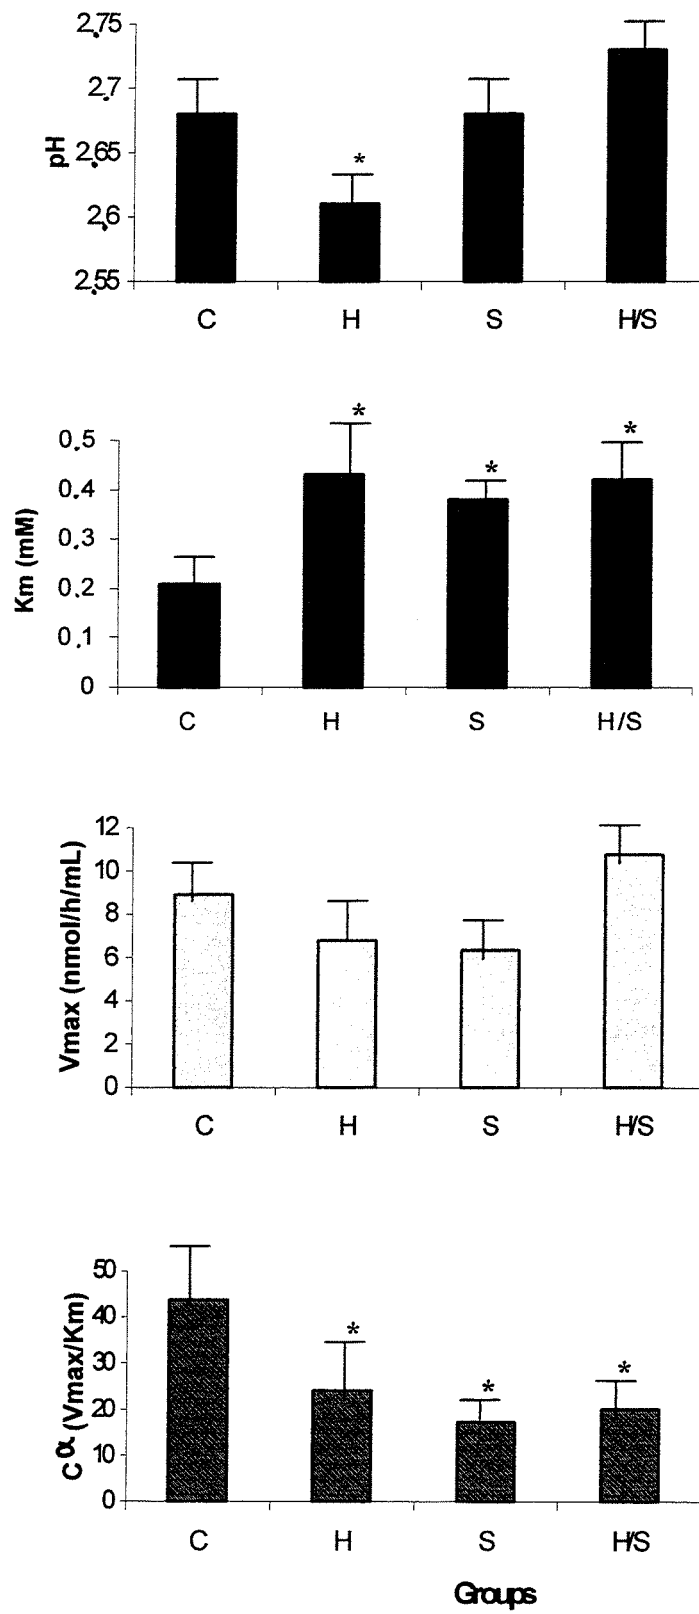 2.75
2.7
2.65
2.6
2.55
pH
*
C H S H/S
0.5
0.4
0.3
0.2
0.1
0
Km (mM)
* * *
C H S H/S
12
10
8
6
4
2
0
Vmax (nmol/h/mL)
C H S H/S
50
40
30
20
10
0
Cα (Vmax/Km)
* * *
C H S H/S
Groups